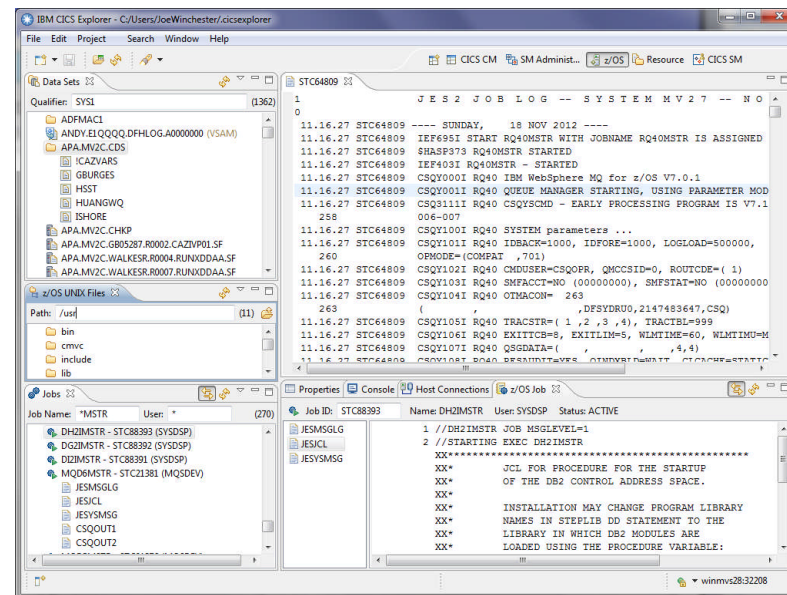 IBM CICS Explorer - C:/Users/JoeWinchester/.cicsexplorer
File Edit Project Search Window Help
CICS CM SM Administ... z/OS Resource CICS SM
Data Sets
Qualifier: SYS1 (1362)
ADFMAC1
ANDY.E1QQQQ.DFHLOG.A0000000 (VSAM)
APA.MV2C.CDS
!CAZVARS
GBURGES
HSST
HUANGWQ
ISHORE
APA.MV2C.CHKP
APA.MV2C.GB05287.R0002.CAZIVP01.SF
APA.MV2C.WALKESR.R0004.RUNXDDAA.SF
APA.MV2C.WALKESR.R0007.RUNXDDAA.SF
z/OS UNIX Files
Path: /usr (11)
bin
cmvc
include
lib
Jobs
Job Name: *MSTR User: * (270)
DH2IMSTR - STC88393 (SYSDSP)
DG2IMSTR - STC88392 (SYSDSP)
DI2IMSTR - STC88391 (SYSDSP)
MQD6MSTR - STC21381 (MQSDEV)
JESMSGLG
JESJCL
JESYSMSG
CSQOUT1
CSQOUT2
STC64809
1 J E S 2 J O B L O G -- S Y S T E M M V 2 7 -- N O
0
11.16.27 STC64809 ---- SUNDAY, 18 NOV 2012 ----
11.16.27 STC64809 IEF695I START RQ40MSTR WITH JOBNAME RQ40MSTR IS ASSIGNED
11.16.27 STC64809 $HASP373 RQ40MSTR STARTED
11.16.27 STC64809 IEF403I RQ40MSTR - STARTED
11.16.27 STC64809 CSQY000I RQ40 IBM WebSphere MQ for z/OS V7.0.1
11.16.27 STC64809 CSQY001I RQ40 QUEUE MANAGER STARTING, USING PARAMETER MOD
11.16.27 STC64809 CSQ3111I RQ40 CSQYSCMD - EARLY PROCESSING PROGRAM IS V7.1
258 006-007
11.16.27 STC64809 CSQY100I RQ40 SYSTEM parameters ...
11.16.27 STC64809 CSQY101I RQ40 IDBACK=1000, IDFORE=1000, LOGLOAD=500000,
260 OPMODE=(COMPAT ,701)
11.16.27 STC64809 CSQY102I RQ40 CMDUSER=CSQOPR, QMCCSID=0, ROUTCDE=( 1)
11.16.27 STC64809 CSQY103I RQ40 SMFACCT=NO (00000000), SMFSTAT=NO (00000000
11.16.27 STC64809 CSQY104I RQ40 OTMACON= 263
263 ( , ,DFSYDRU0,2147483647,CSQ)
11.16.27 STC64809 CSQY105I RQ40 TRACSTR=( 1 ,2 ,3 ,4), TRACTBL=999
11.16.27 STC64809 CSQY106I RQ40 EXITTCB=8, EXITLIM=5, WLMTIME=60, WLMTIMU=M
11.16.27 STC64809 CSQY107I RQ40 QSGDATA=( , , ,4,4)
11.16.27 STC64809 CSQY108I RQ40 RESAUDIT=YES, QINDXBLD=WAIT, CLCACHE=STATIC
Properties Console Host Connections z/OS Job
Job ID: STC88393 Name: DH2IMSTR User: SYSDSP Status: ACTIVE
JESMSGLG
JESJCL
JESYSMSG
1 //DH2IMSTR JOB MSGLEVEL=1
2 //STARTING EXEC DH2IMSTR
XX**************************************************
XX* JCL FOR PROCEDURE FOR THE STARTUP
XX* OF THE DB2 CONTROL ADDRESS SPACE.
XX*
XX* INSTALLATION MAY CHANGE PROGRAM LIBRARY
XX* NAMES IN STEPLIB DD STATEMENT TO THE
XX* LIBRARY IN WHICH DB2 MODULES ARE
XX* LOADED USING THE PROCEDURE VARIABLE:
winmvs28:32208